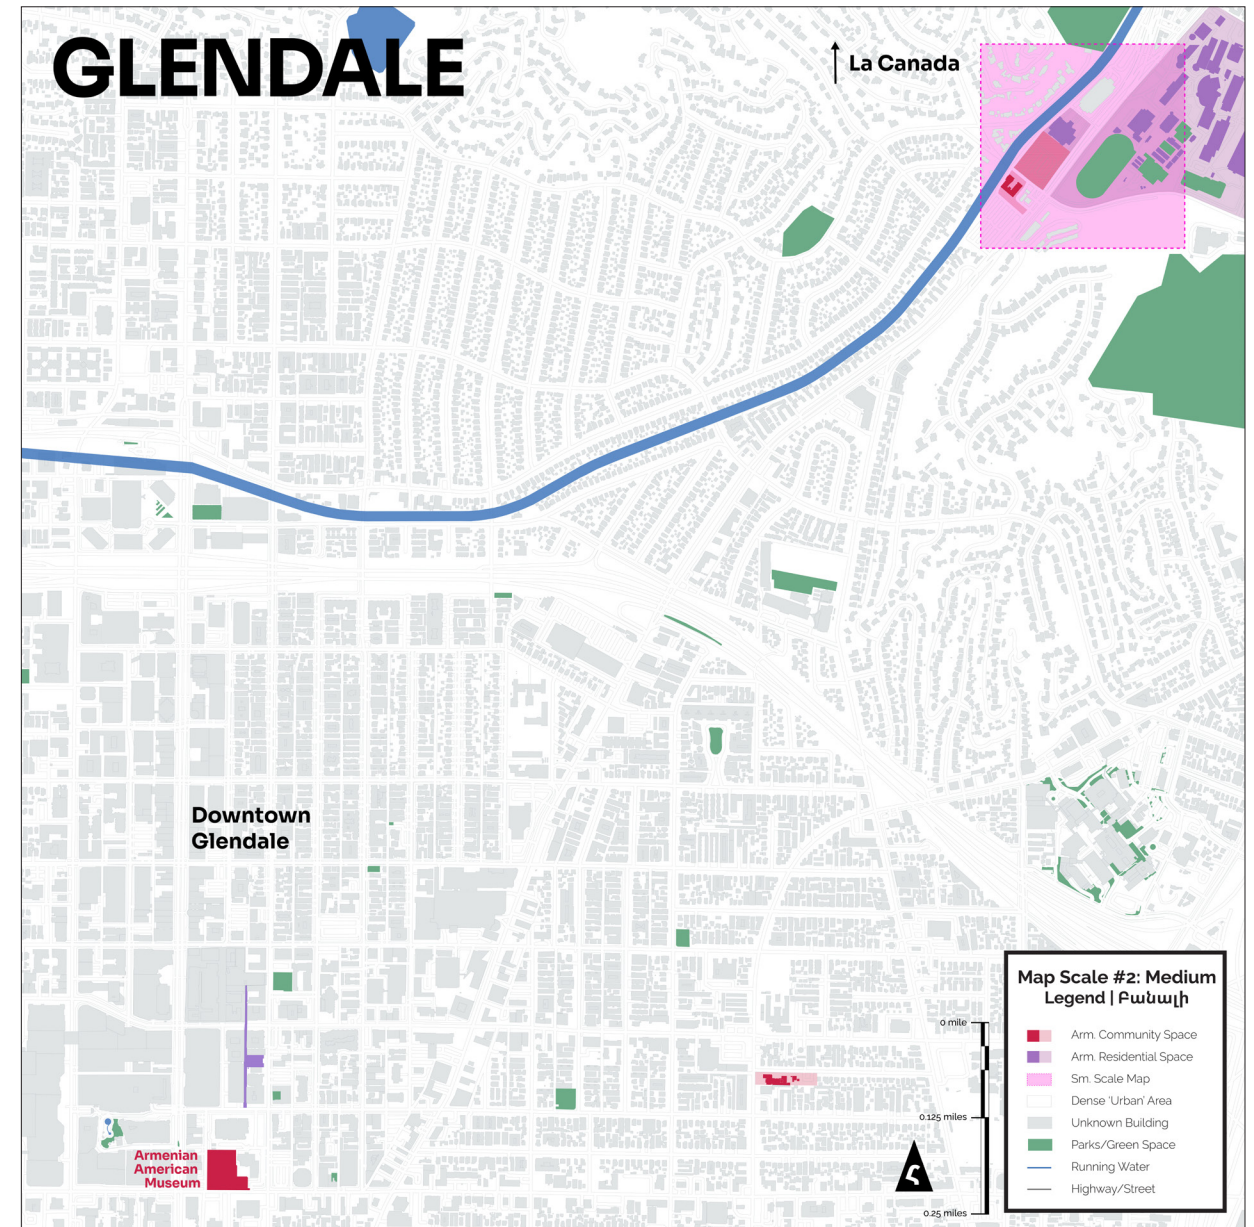 GLENDALE
La Canada
Downtown
Glendale
Armenian
American
Museum
0 mile
0.125 miles
0.25 miles
Map Scale #2: Medium
Legend | Բանալի
Arm. Community Space
Arm. Residential Space
Sm. Scale Map
Dense ‘Urban’ Area
Unknown Building
Parks/Green Space
Running Water
Highway/Street